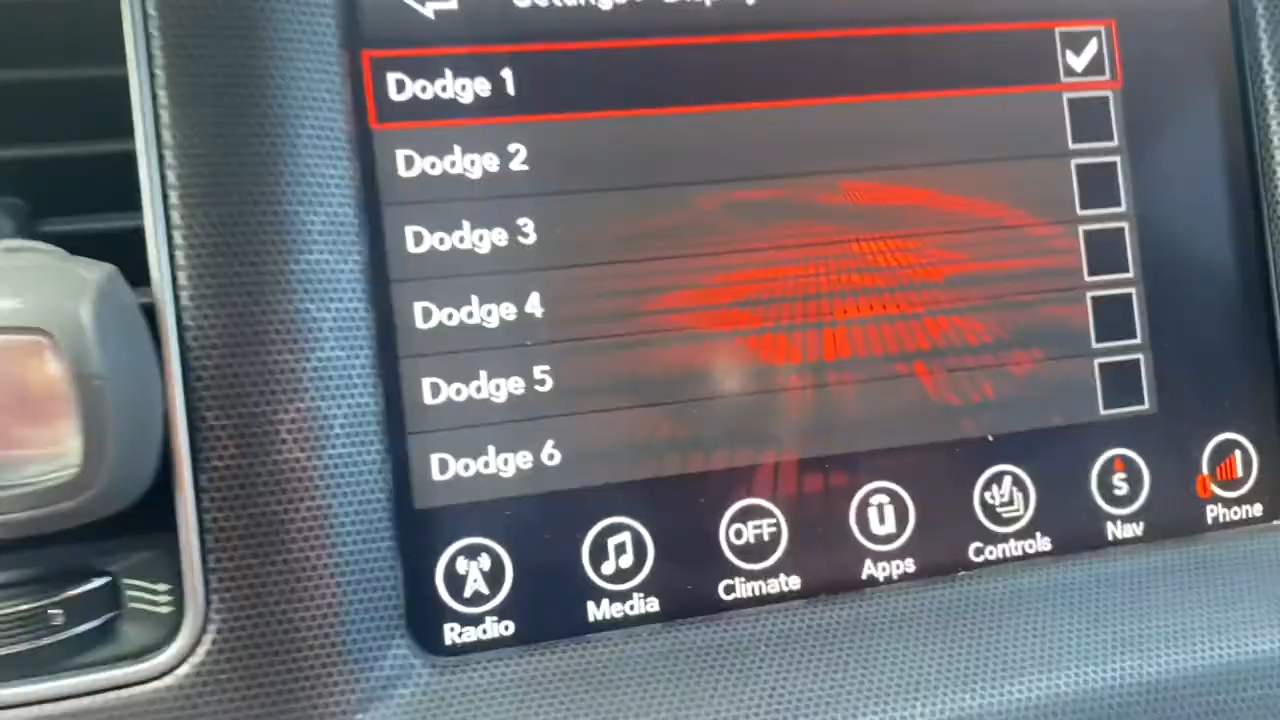 Dodge 1
Dodge 2
Dodge 3
Dodge 4
Dodge 5
Dodge 6
Radio
Media
OFF
Climate
Apps
Controls
S
Nav
Phone